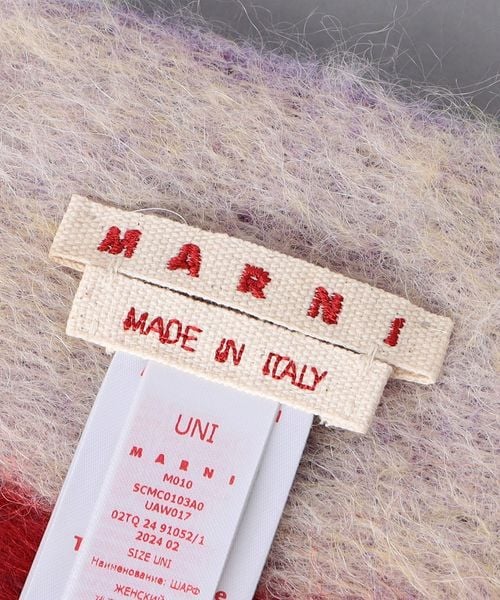 MARNI
MADE IN ITALY
UNI
MARNI
M010
SCMC0103A0
UAW017
02TQ 24 91052/1
2024 02
SIZE UNI
Наименование: ШАРФ
ЖЕНСКИЙ